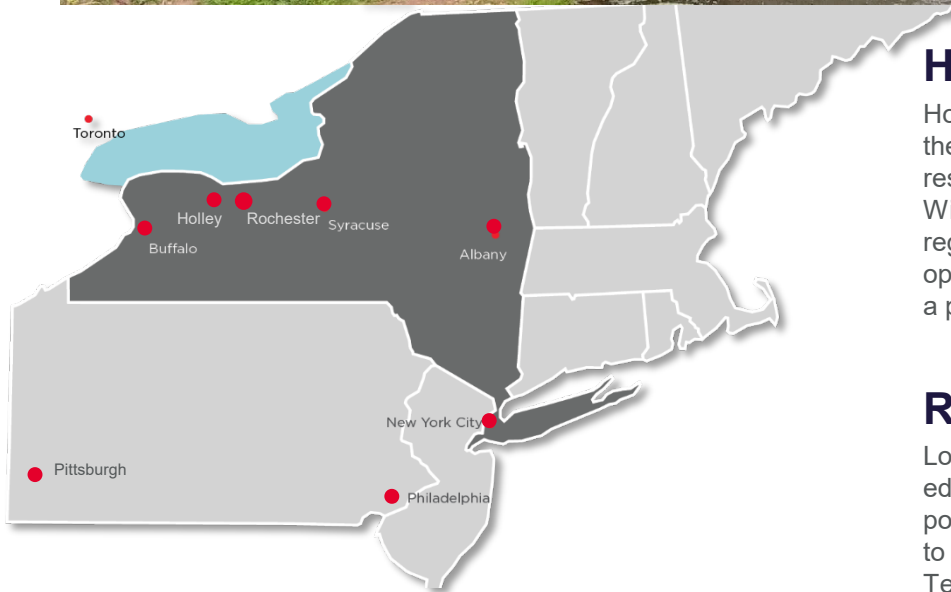 Toronto
Holley
Rochester
Syracuse
Buffalo
Albany
New York City
Pittsburgh
Philadelphia
H
Ho
the
res
W
reg
op
a p
R
Lo
ed
po
to
Te